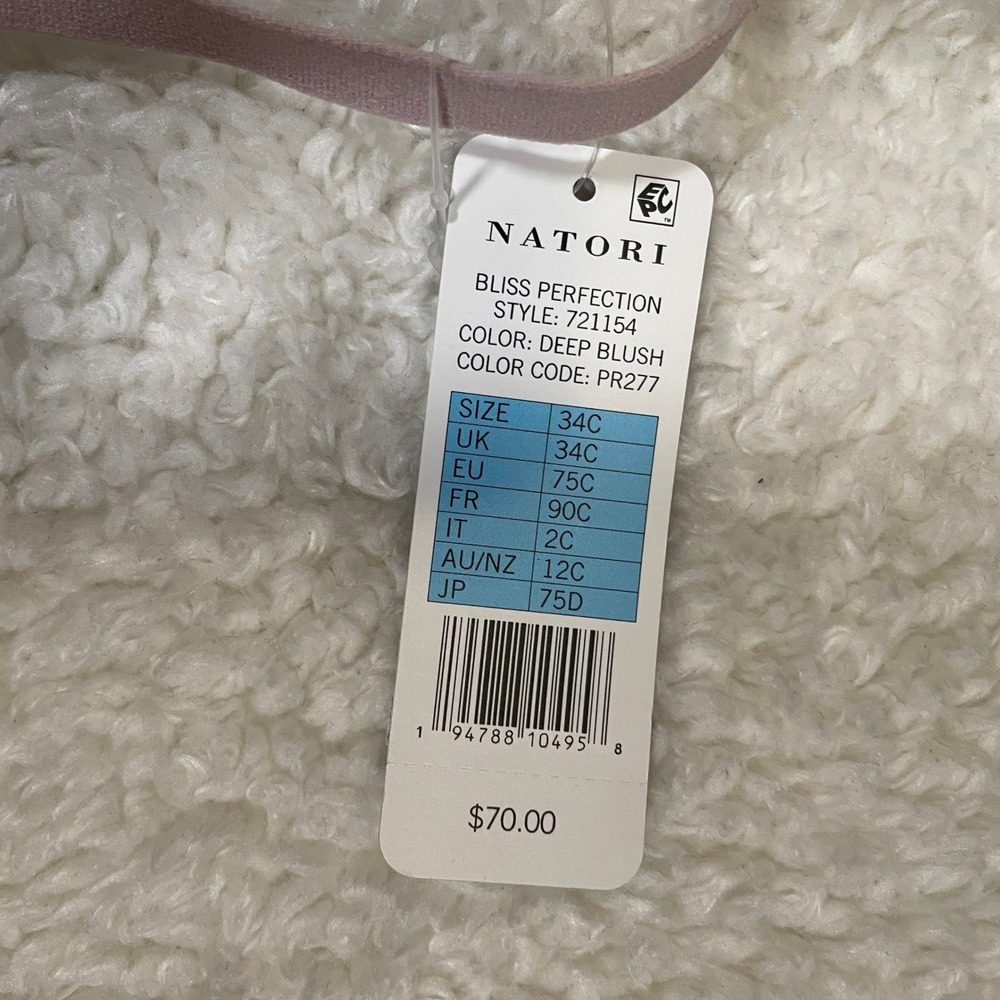 EPC™
NATORI
BLISS PERFECTION
STYLE: 721154
COLOR: DEEP BLUSH
COLOR CODE: PR277
SIZE 34C
UK 34C
EU 75C
FR 90C
IT 2C
AU/NZ 12C
JP 75D
1 94788 10495 8
$70.00